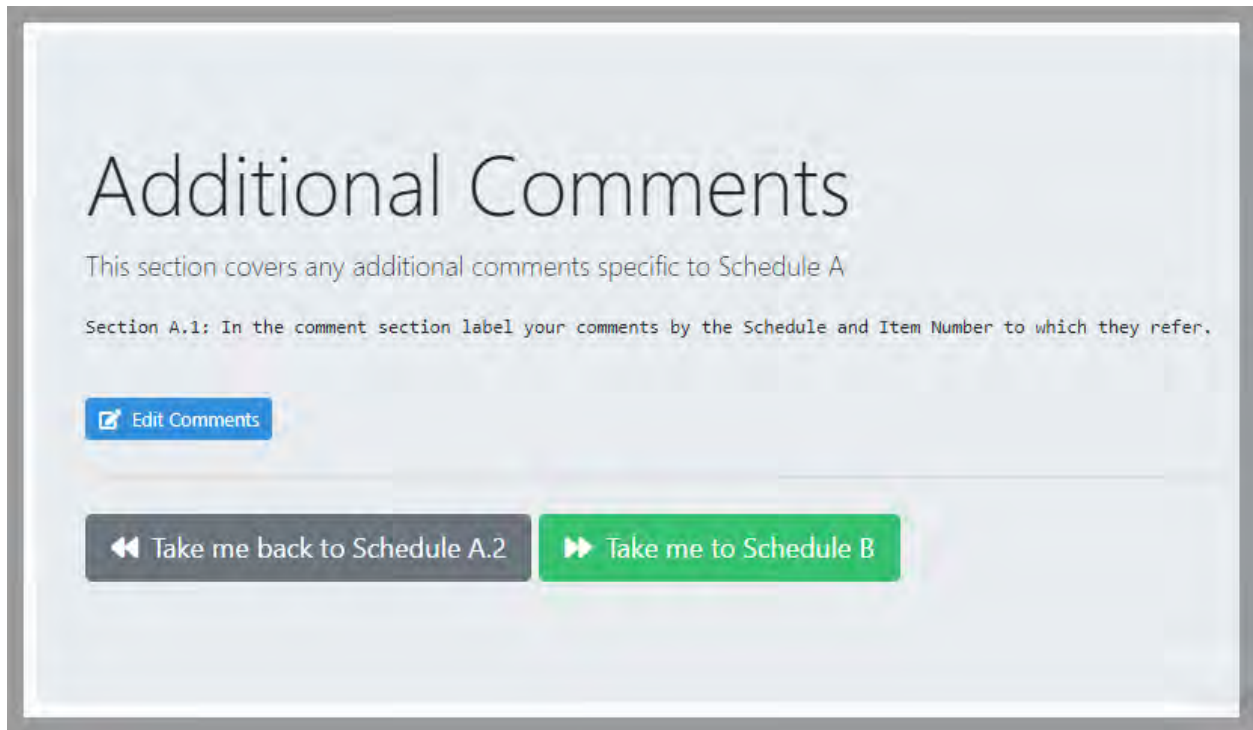 Additional Comments
This section covers any additional comments specific to Schedule A
Section A.1: In the comment section label your comments by the Schedule and Item Number to which they refer.
Edit Comments
Take me back to Schedule A.2
Take me to Schedule B